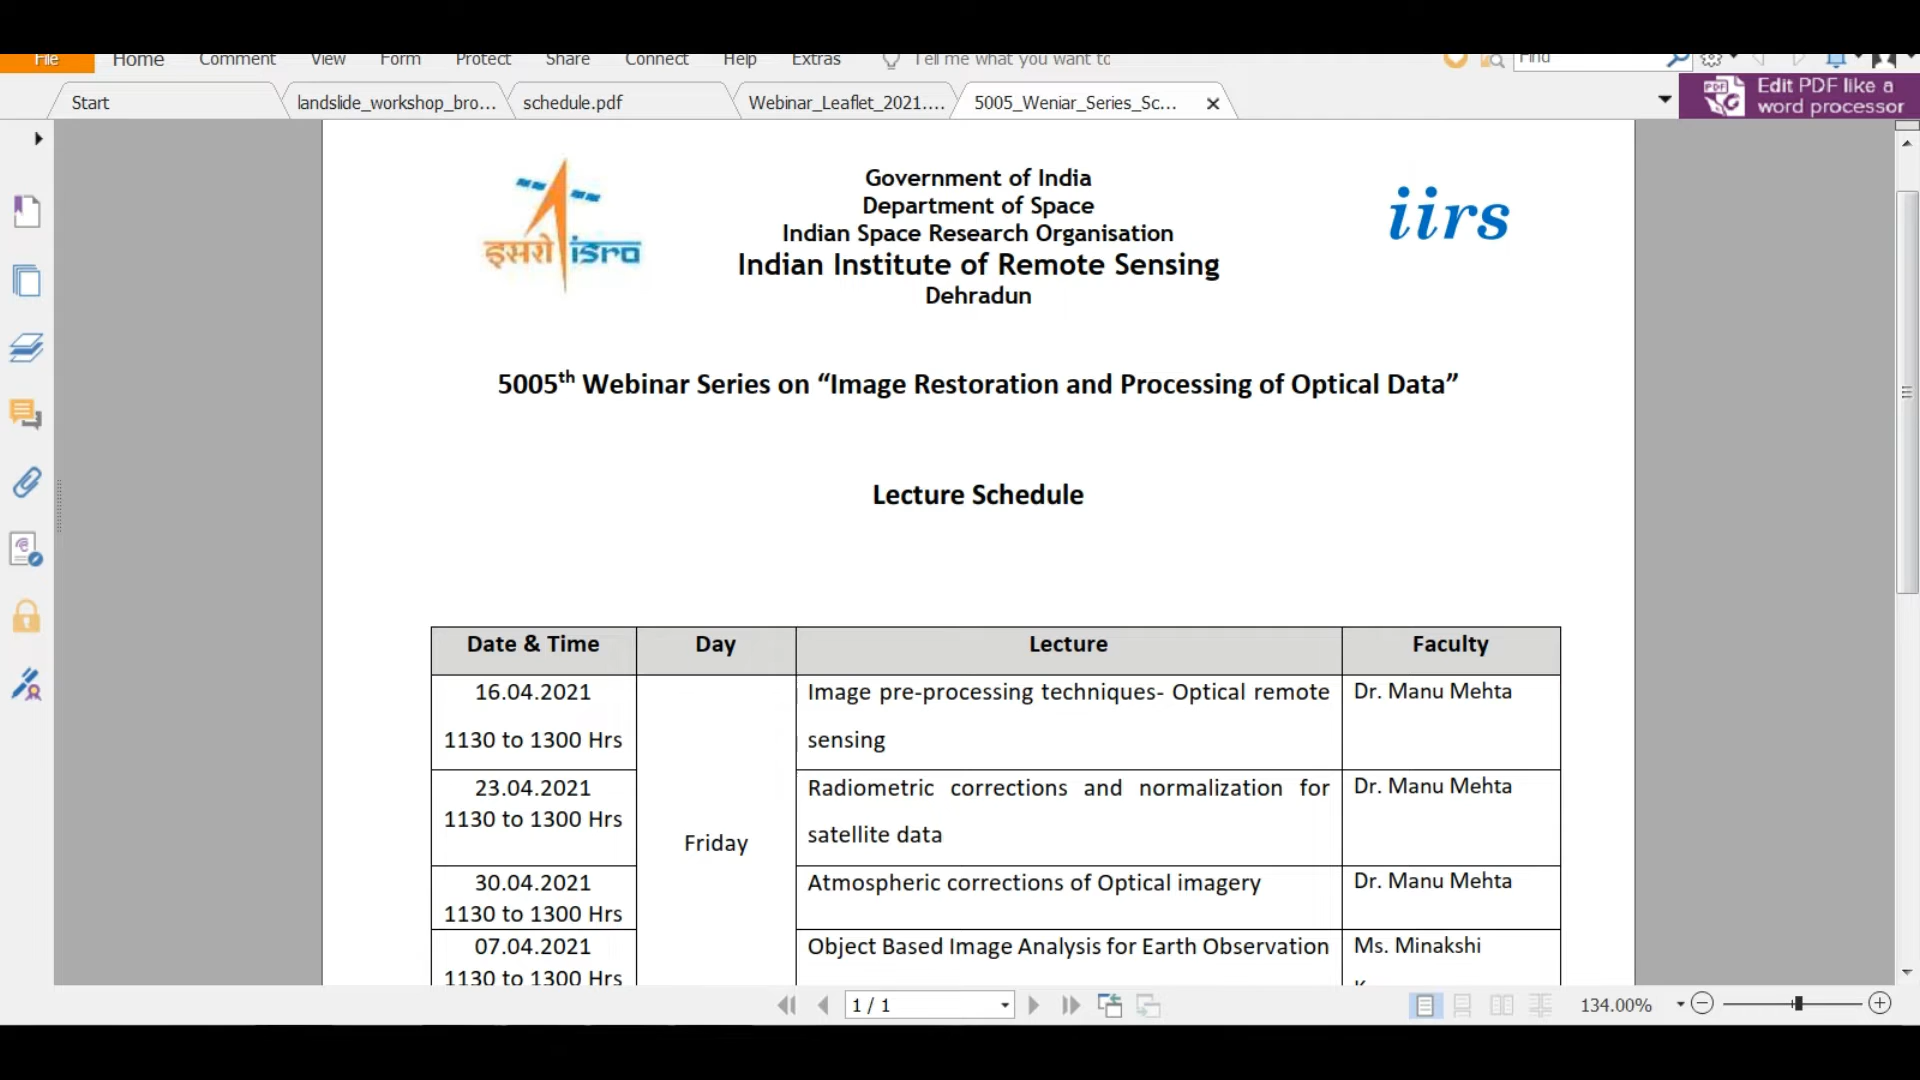 File Home Comment View Form Protect Share Connect Help Extras Tell me what you want to Find
Start landslide_workshop_bro... schedule.pdf Webinar_Leaflet_2021.... 5005_Weniar_Series_Sc...
PDF Edit PDF like a
word processor
इसरो isro
Government of India
Department of Space
Indian Space Research Organisation
Indian Institute of Remote Sensing
Dehradun
iirs
5005th Webinar Series on “Image Restoration and Processing of Optical Data”
Lecture Schedule
Date & Time Day Lecture Faculty
16.04.2021
1130 to 1300 Hrs
Image pre-processing techniques- Optical remote
sensing
Dr. Manu Mehta
23.04.2021
1130 to 1300 Hrs
Friday
Radiometric corrections and normalization for
satellite data
Dr. Manu Mehta
30.04.2021
1130 to 1300 Hrs
Atmospheric corrections of Optical imagery
Dr. Manu Mehta
07.04.2021
1130 to 1300 Hrs
Object Based Image Analysis for Earth Observation
Ms. Minakshi
1 / 1
134.00%